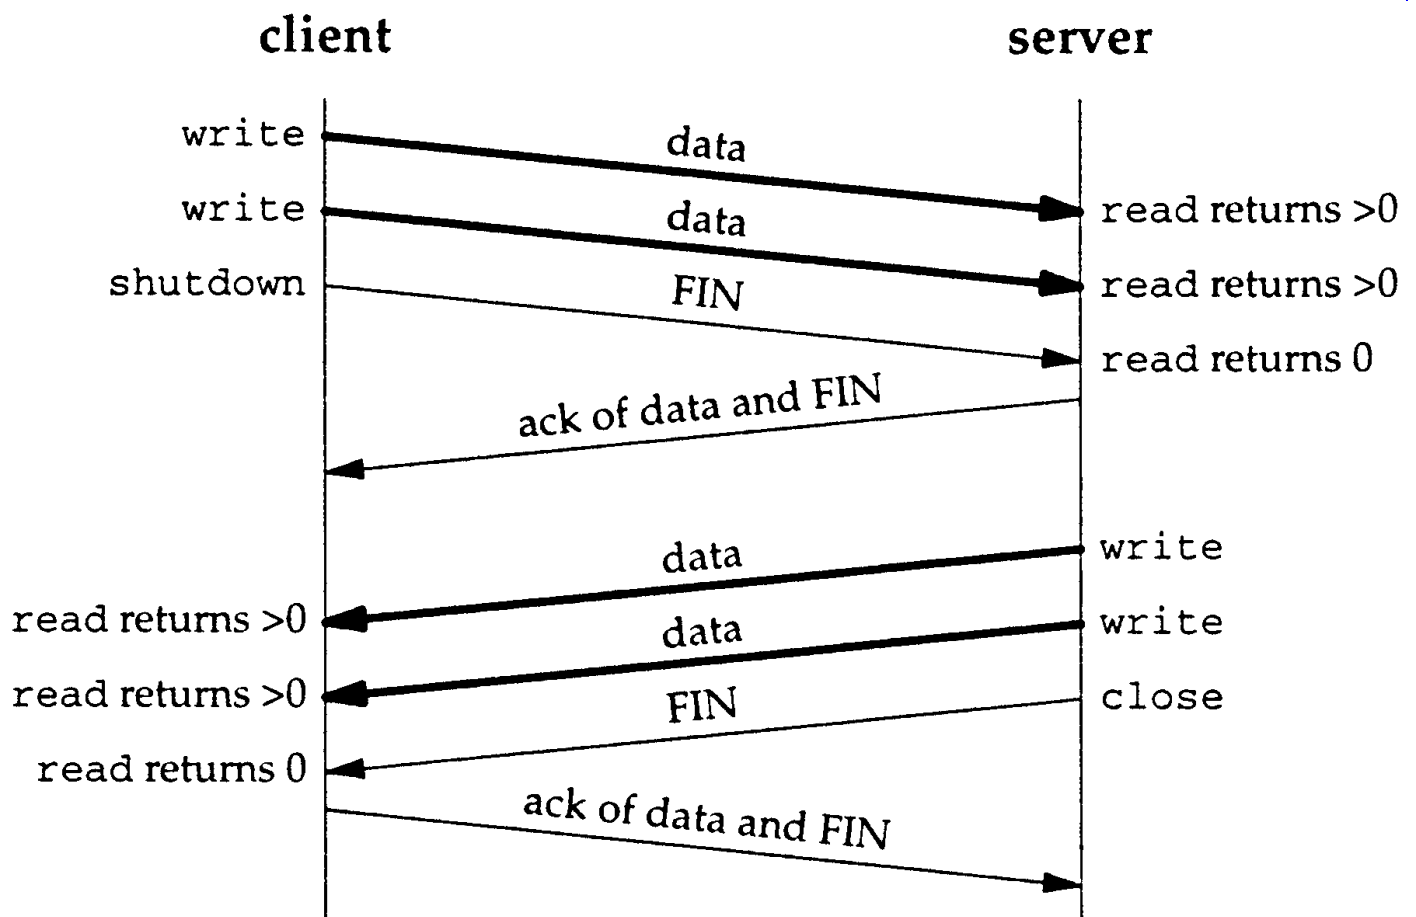 client server
write data
read returns >0
write data
read returns >0
shutdown FIN
read returns 0
ack of data and FIN
data write
read returns >0
data write
read returns >0
FIN close
read returns 0
ack of data and FIN